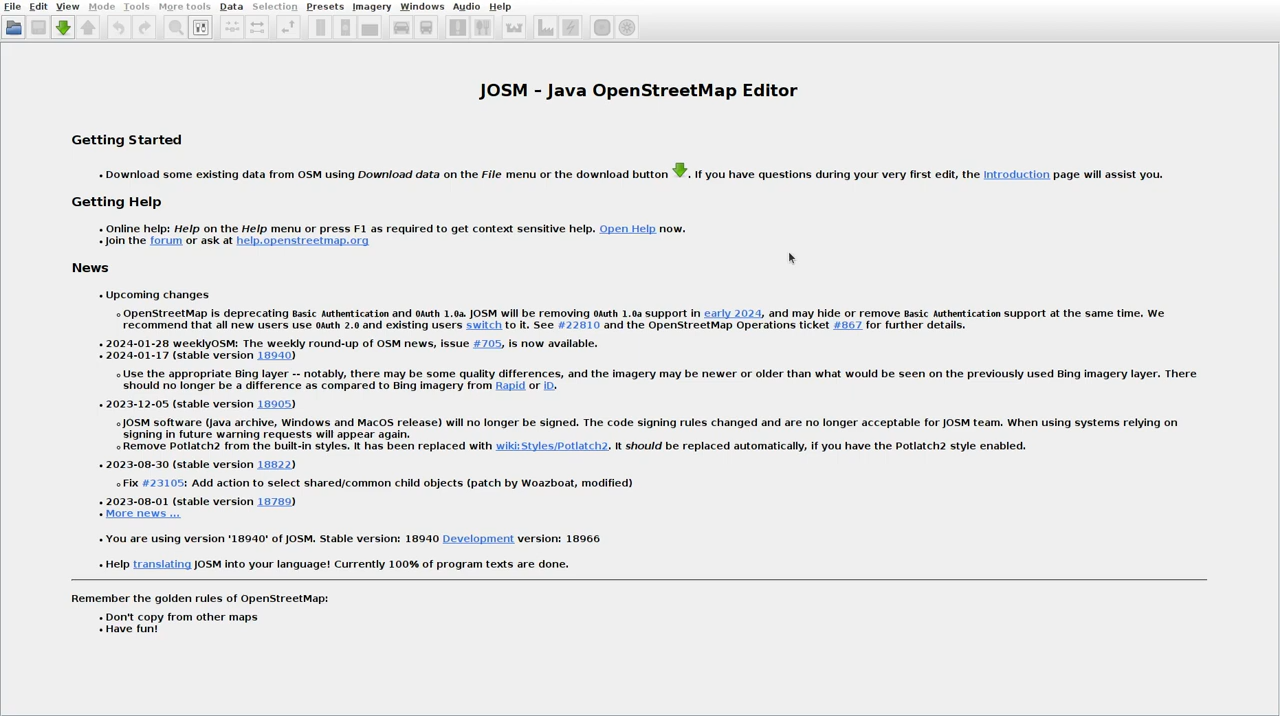 File Edit View Mode Tools More tools Data Selection Presets Imagery Windows Audio Help
JOSM – Java OpenStreetMap Editor
Getting Started
Download some existing data from OSM using Download data on the File menu or the download button . If you have questions during your very first edit, the Introduction page will assist you.
Getting Help
Online help: Help on the Help menu or press F1 as required to get context sensitive help. Open Help now.
Join the forum or ask at help.openstreetmap.org
News
Upcoming changes
OpenStreetMap is deprecating Basic Authentication and OAuth 1.0a. JOSM will be removing OAuth 1.0a support in early 2024, and may hide or remove Basic Authentication support at the same time. We
recommend that all new users use OAuth 2.0 and existing users switch to it. See #22810 and the OpenStreetMap Operations ticket #867 for further details.
2024-01-28 weeklyOSM: The weekly round-up of OSM news, issue #705, is now available.
2024-01-17 (stable version 18940)
Use the appropriate Bing layer -- notably, there may be some quality differences, and the imagery may be newer or older than what would be seen on the previously used Bing imagery layer. There
should no longer be a difference as compared to Bing imagery from Rapid or iD.
2023-12-05 (stable version 18905)
JOSM software (Java archive, Windows and MacOS release) will no longer be signed. The code signing rules changed and are no longer acceptable for JOSM team. When using systems relying on
signing in future warning requests will appear again.
Remove Potlatch2 from the built-in styles. It has been replaced with wiki:Styles/Potlatch2. It should be replaced automatically, if you have the Potlatch2 style enabled.
2023-08-30 (stable version 18822)
Fix #23105: Add action to select shared/common child objects (patch by Woazboat, modified)
2023-08-01 (stable version 18789)
More news ...
You are using version '18940' of JOSM. Stable version: 18940 Development version: 18966
Help translating JOSM into your language! Currently 100% of program texts are done.
Remember the golden rules of OpenStreetMap:
Don't copy from other maps
Have fun!